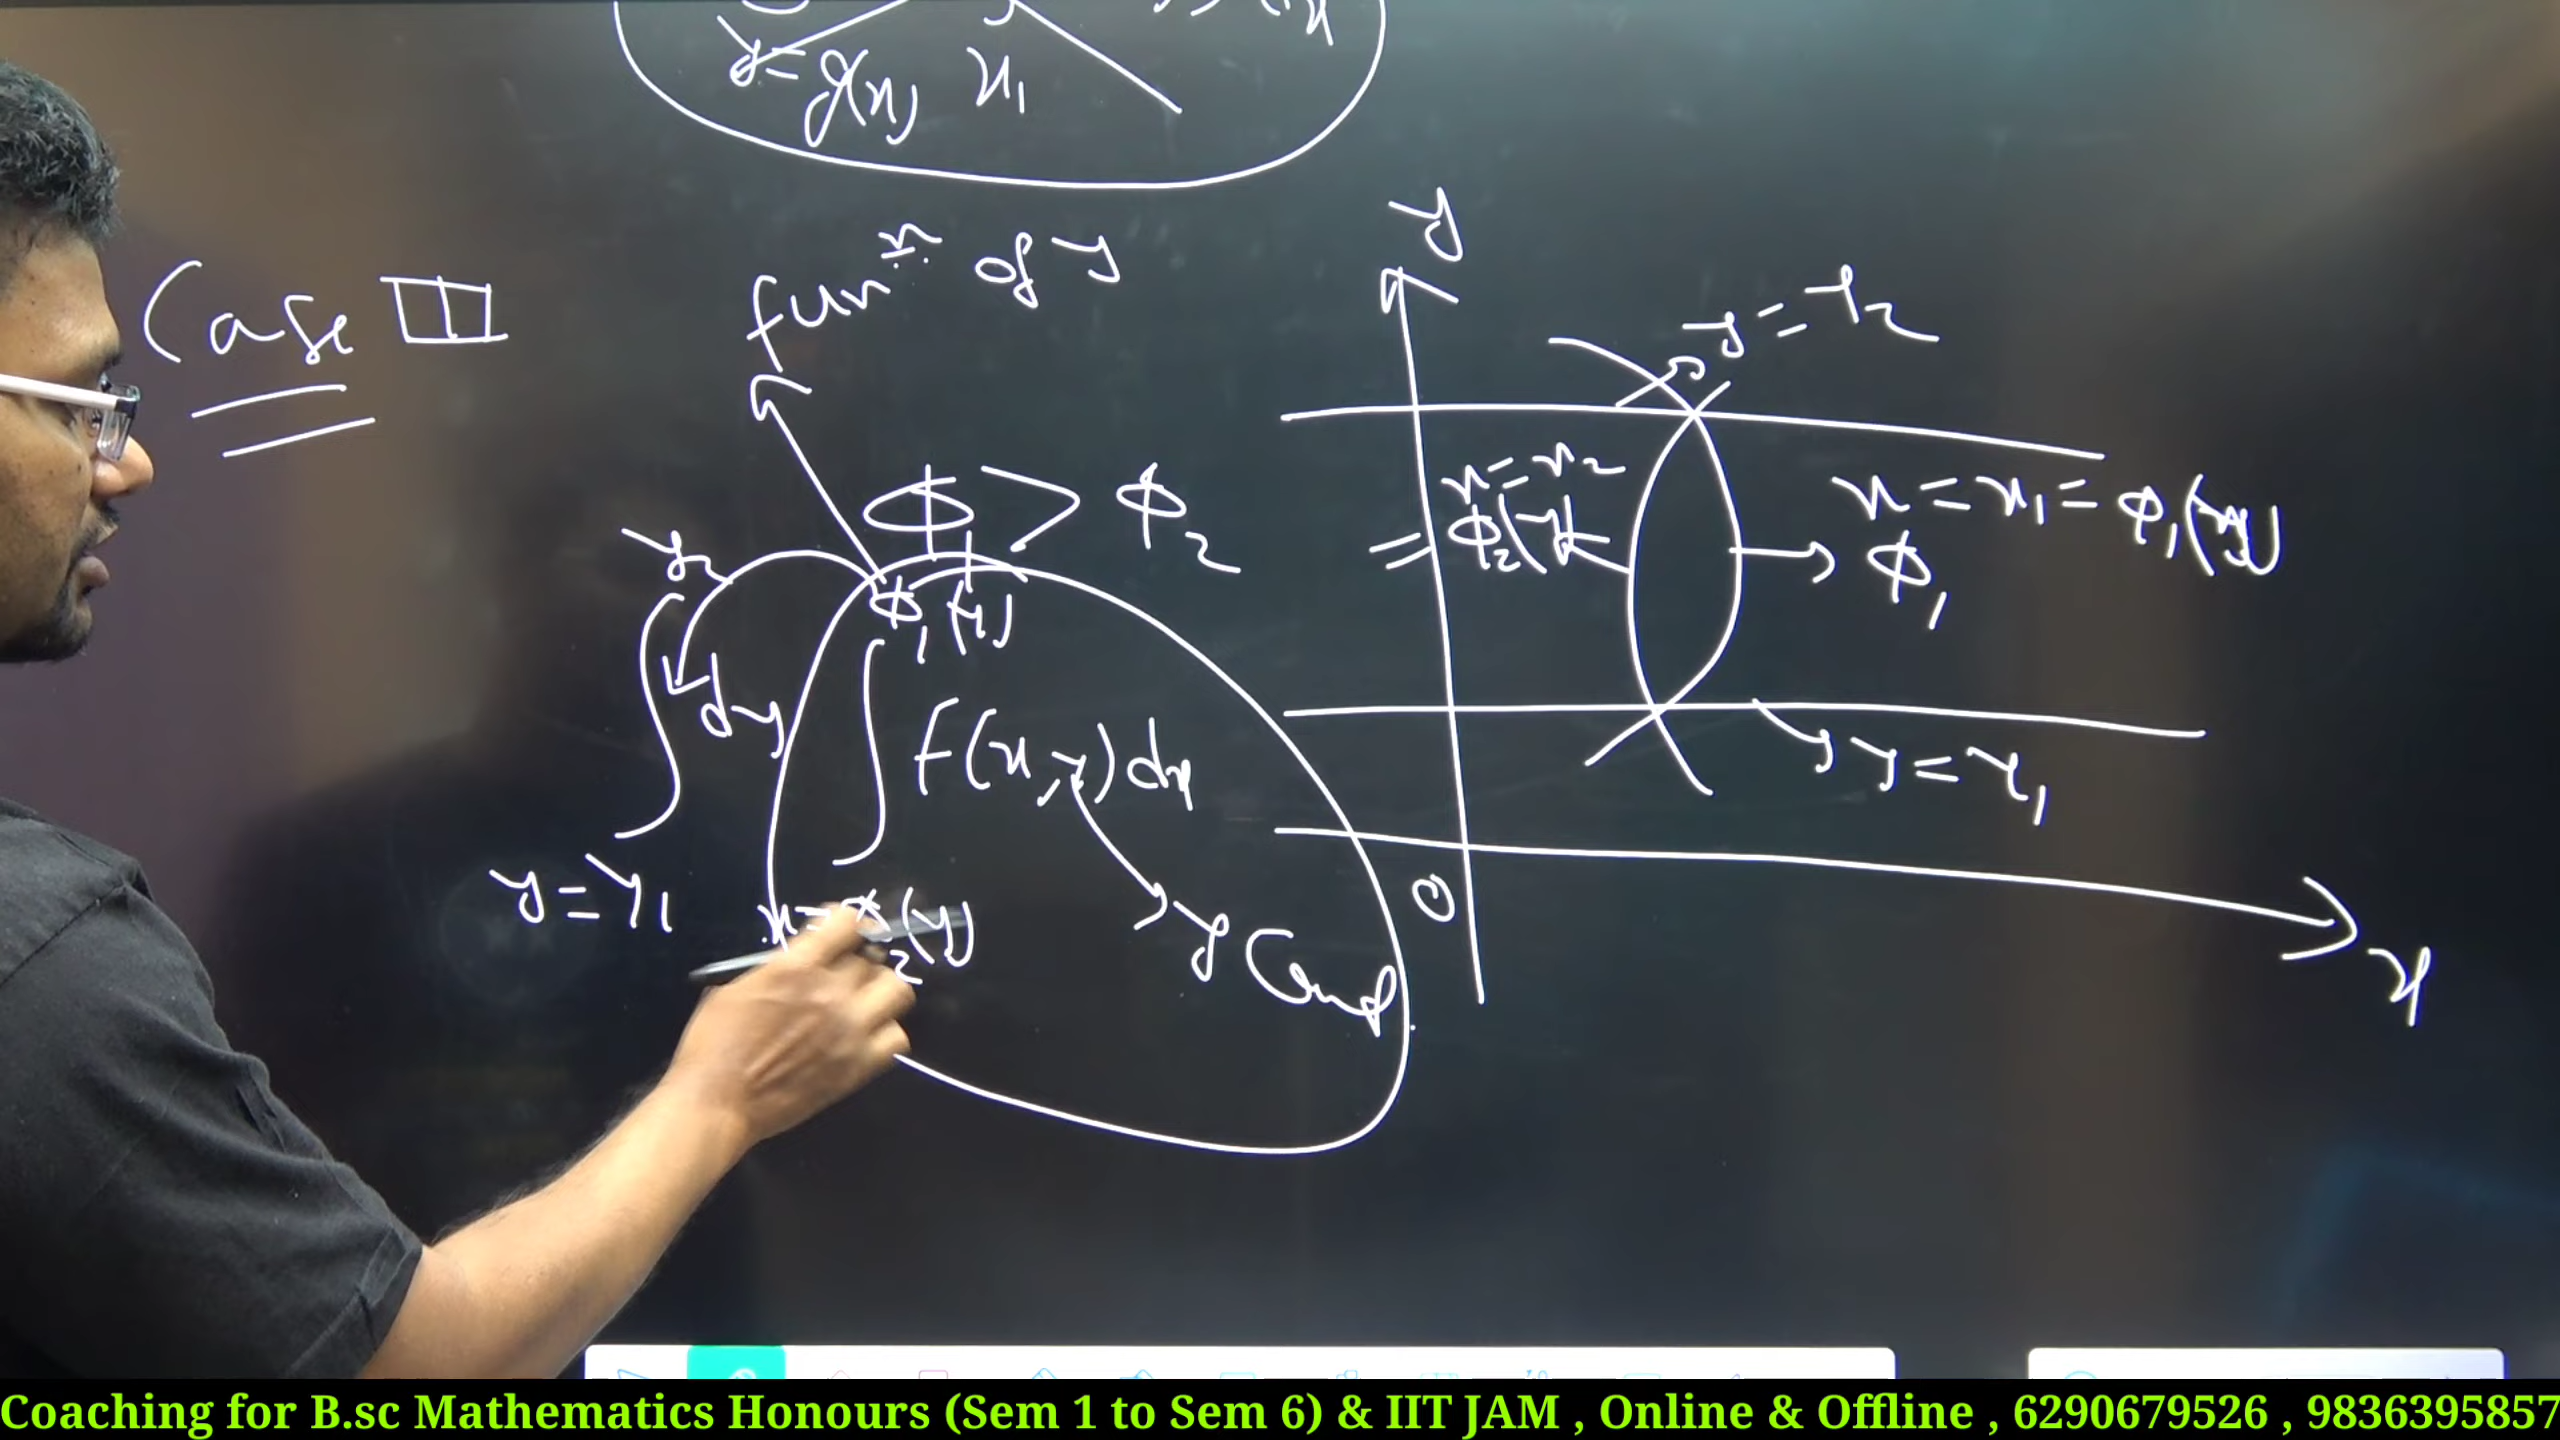 y = g(x) x₁
Case III
funⁿ of y
y
y = y₂
ϕ₁ > ϕ₂
x = x₂
= ϕ₂(y)
x = x₁ = ϕ₁(y)
ϕ₁
y₂
ϕ₁(y)
dy
f(x,y)dx
y = y₁
y = y₁
x = ϕ₂(y)
y Const
0
x
Coaching for B.sc Mathematics Honours (Sem 1 to Sem 6) & IIT JAM , Online & Offline , 6290679526 , 9836395857